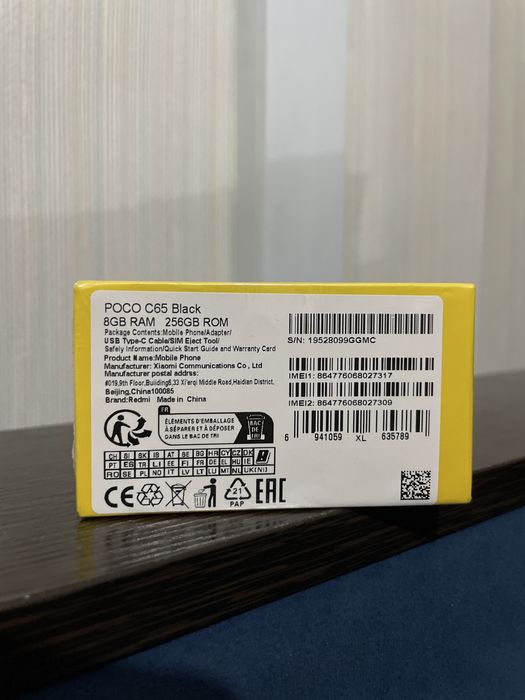 POCO C65 Black
8GB RAM 256GB ROM
Package Contents:Mobile Phone/Adapter/
USB Type-C Cable/SIM Eject Tool/
Safety Information/Quick Start Guide and Warranty Card
Product Name:Mobile Phone
Manufacturer: Xiaomi Communications Co., Ltd
Manufacturer postal addrss:
#019,9th Floor,Building6,33 Xi'erqi Middle Road,Haidian District,
Beijing,China100085
Brand:Redmi Made in China
S/N: 19528099GGMC
IMEI1: 864776068027317
IMEI2: 864776068027309
6 941059 XL 635789
FR
ÉLÉMENTS D'EMBALLAGE
À SÉPARER ET À DÉPOSER
DANS LE BAC DE TRI
BAC
DE TRI
CH SI SK IS AT BE BG HR CY CZ DK
PT ES TR LI EE FI FR DE EL HU IE
RO SE PL NO IT LV LT LU MT NL UK(NI)
CE
21
PAP
EAC